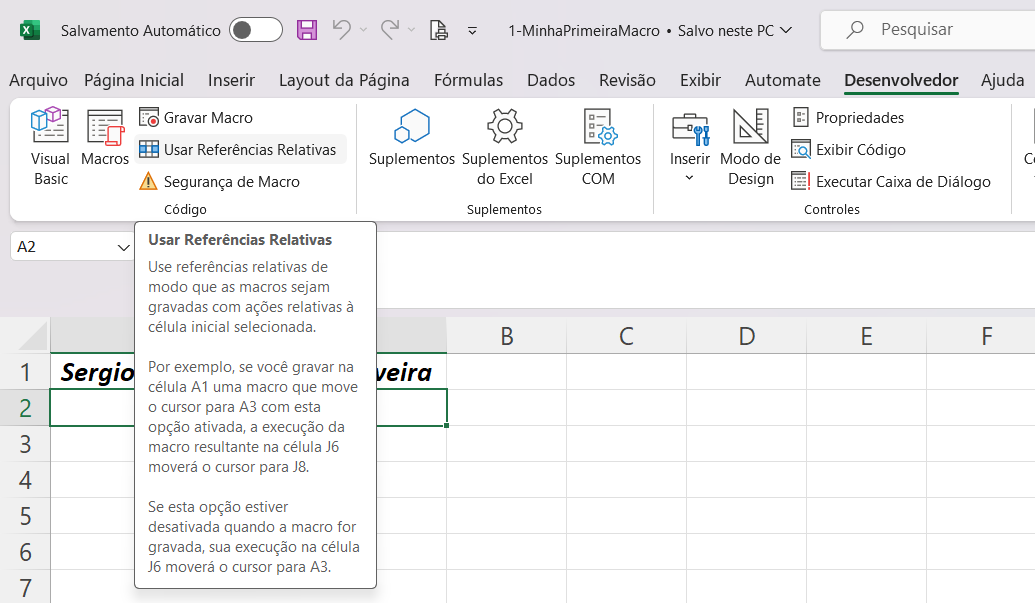 Salvamento Automático
1-MinhaPrimeiraMacro • Salvo neste PC
Pesquisar
Arquivo Página Inicial Inserir Layout da Página Fórmulas Dados Revisão Exibir Automate Desenvolvedor Ajuda
Visual Basic
Macros
Gravar Macro
Usar Referências Relativas
Segurança de Macro
Código
Suplementos
Suplementos do Excel
Suplementos COM
Suplementos
Inserir
Modo de Design
Propriedades
Exibir Código
Executar Caixa de Diálogo
Controles
A2
Usar Referências Relativas
Use referências relativas de
modo que as macros sejam
gravadas com ações relativas à
célula inicial selecionada.
Por exemplo, se você gravar na
célula A1 uma macro que move
o cursor para A3 com esta
opção ativada, a execução da
macro resultante na célula J6
moverá o cursor para J8.
Se esta opção estiver
desativada quando a macro for
gravada, sua execução na célula
J6 moverá o cursor para A3.
B C D E F
1 Sergio veira
2
3
4
5
6
7